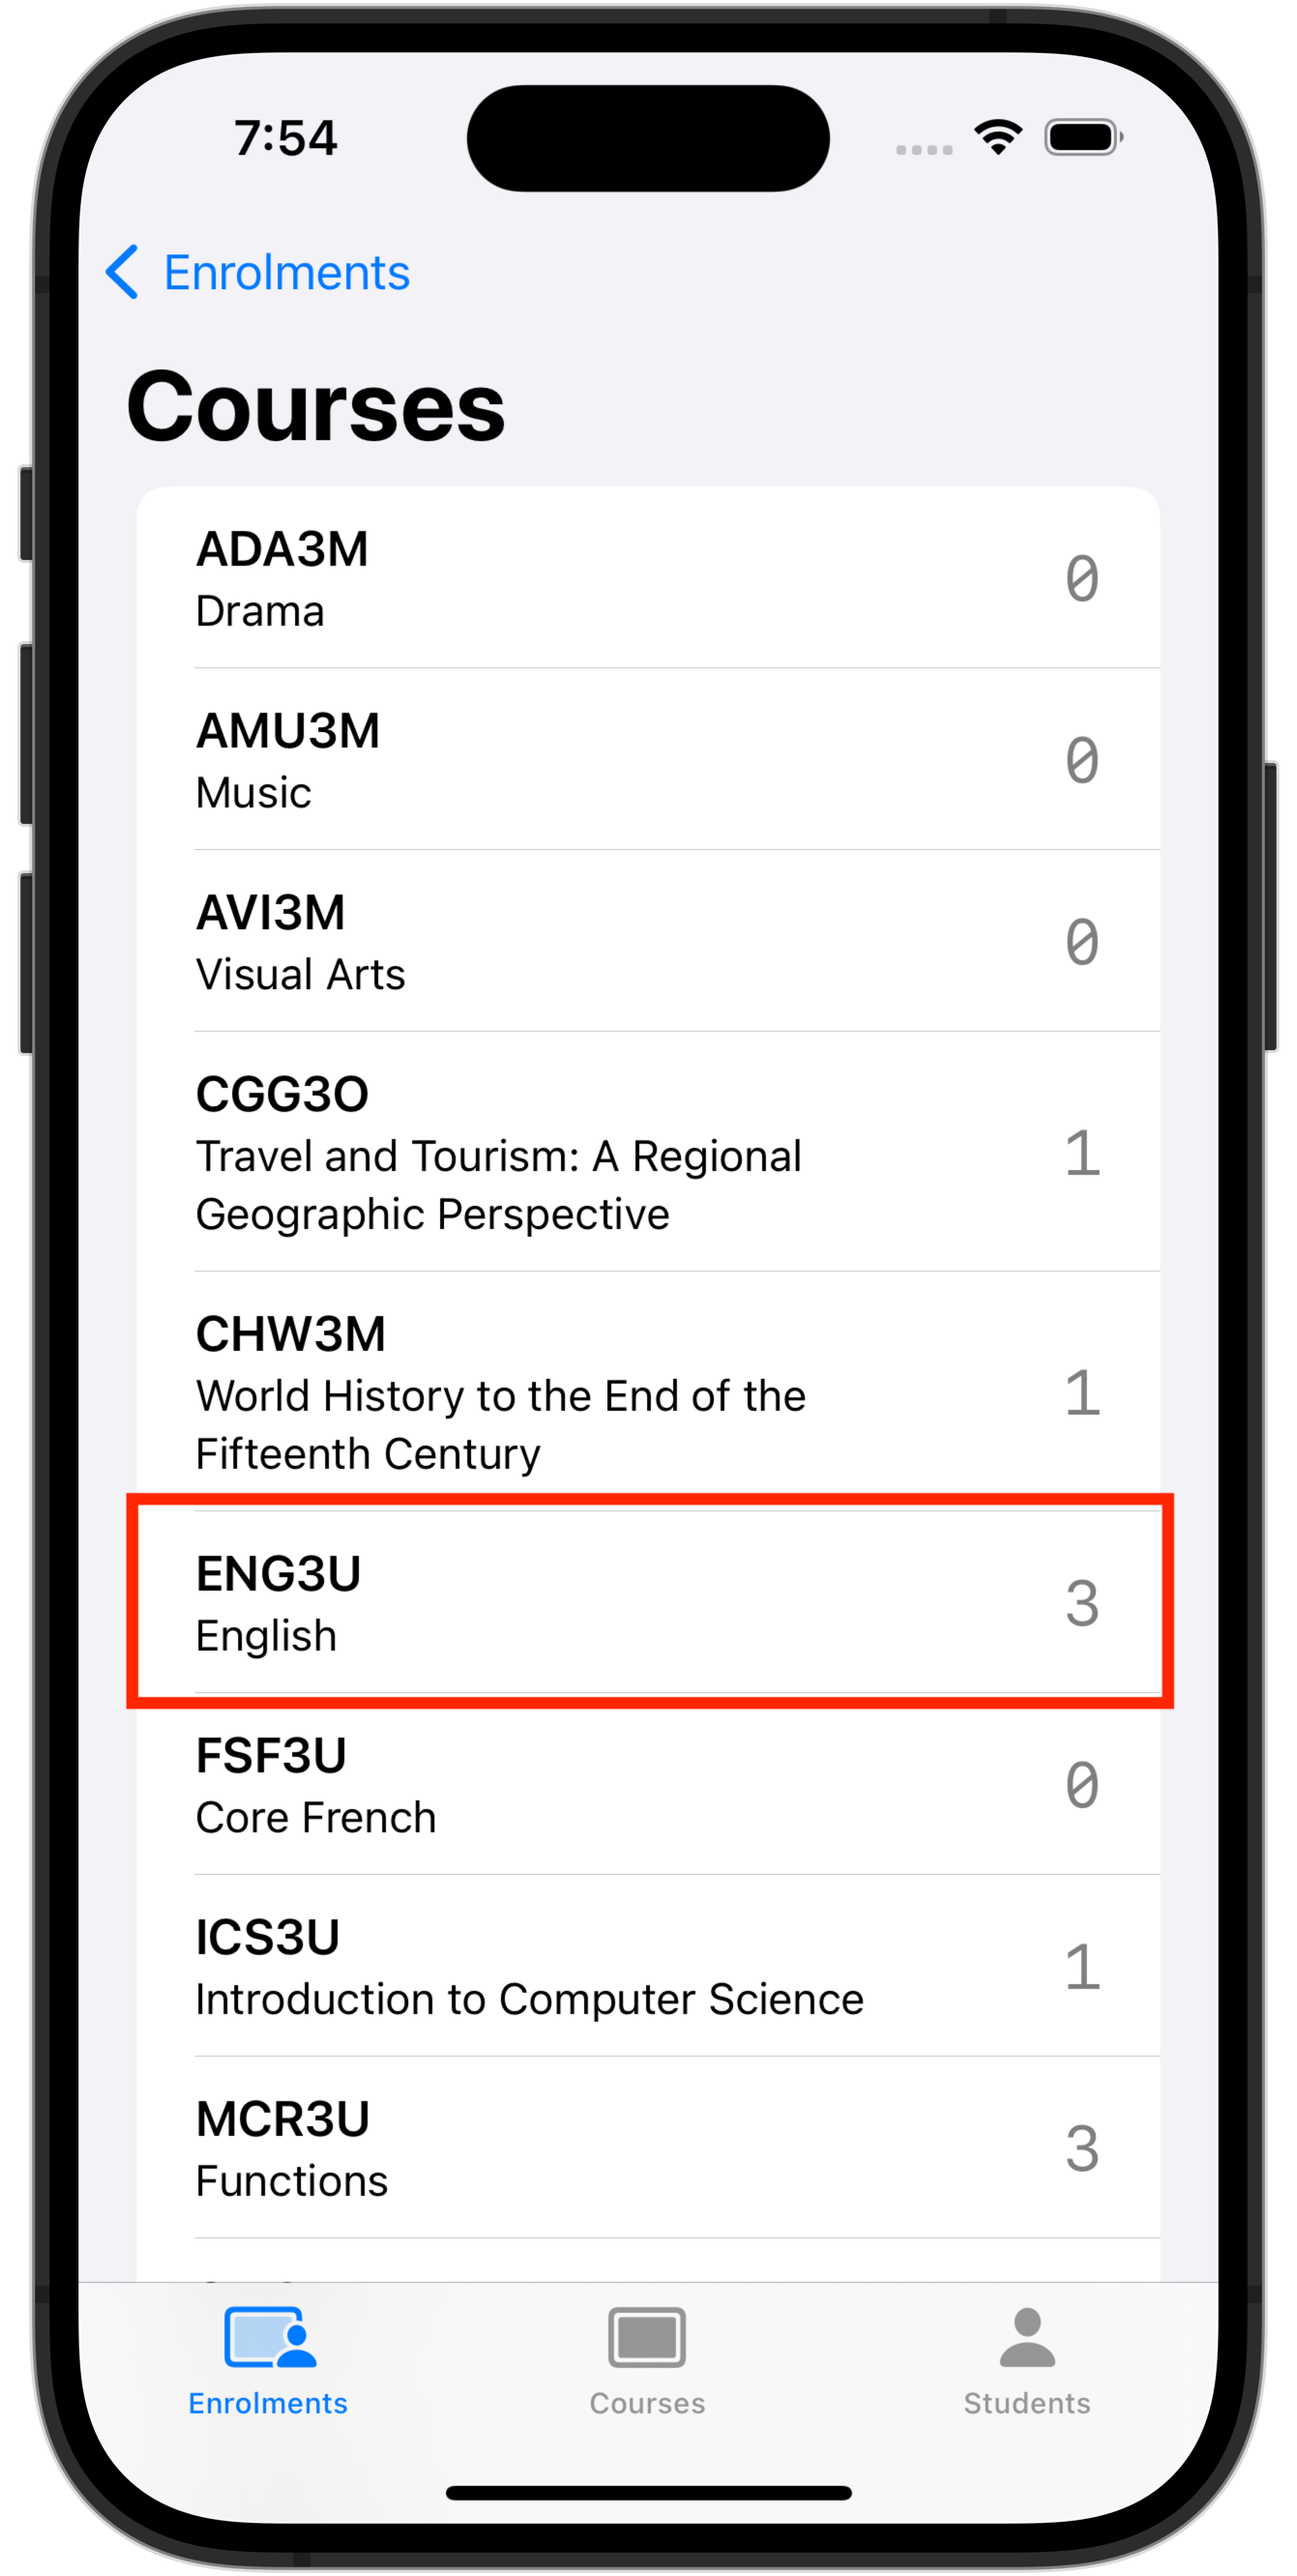 7:54
Enrolments
Courses
ADA3M
Drama
0
AMU3M
Music
0
AVI3M
Visual Arts
0
CGG3O
Travel and Tourism: A Regional
Geographic Perspective
1
CHW3M
World History to the End of the
Fifteenth Century
1
ENG3U
English
3
FSF3U
Core French
0
ICS3U
Introduction to Computer Science
1
MCR3U
Functions
3
Enrolments
Courses
Students